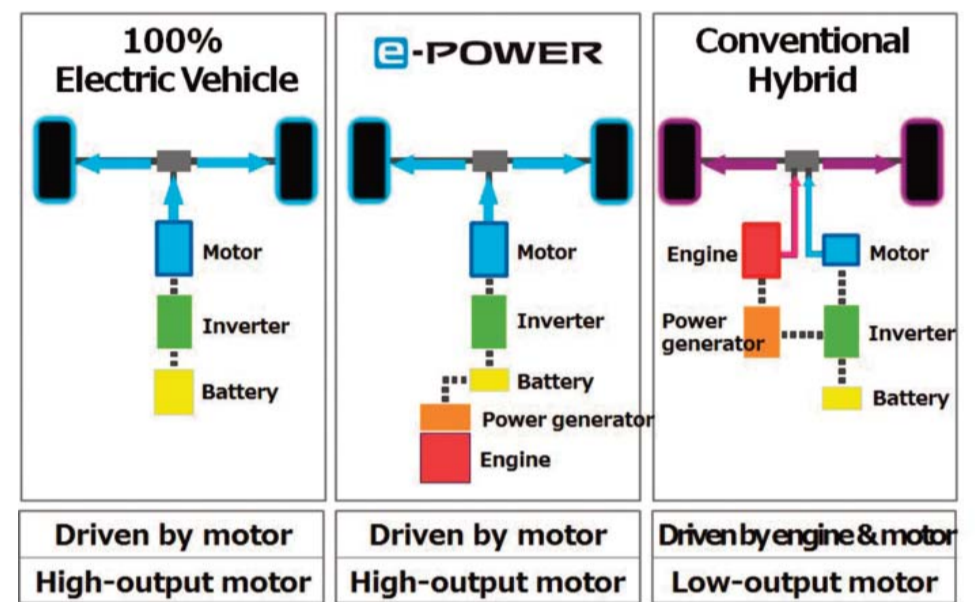 100%
Electric Vehicle
Motor
Inverter
Battery
Driven by motor
High-output motor
e-POWER
Motor
Inverter
Battery
Power generator
Engine
Driven by motor
High-output motor
Conventional
Hybrid
Engine
Motor
Power
generator
Inverter
Battery
Driven by engine & motor
Low-output motor